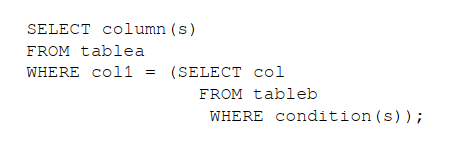 SELECT column(s)
FROM tablea
WHERE col1 = (SELECT col
FROM tableb
WHERE condition(s));